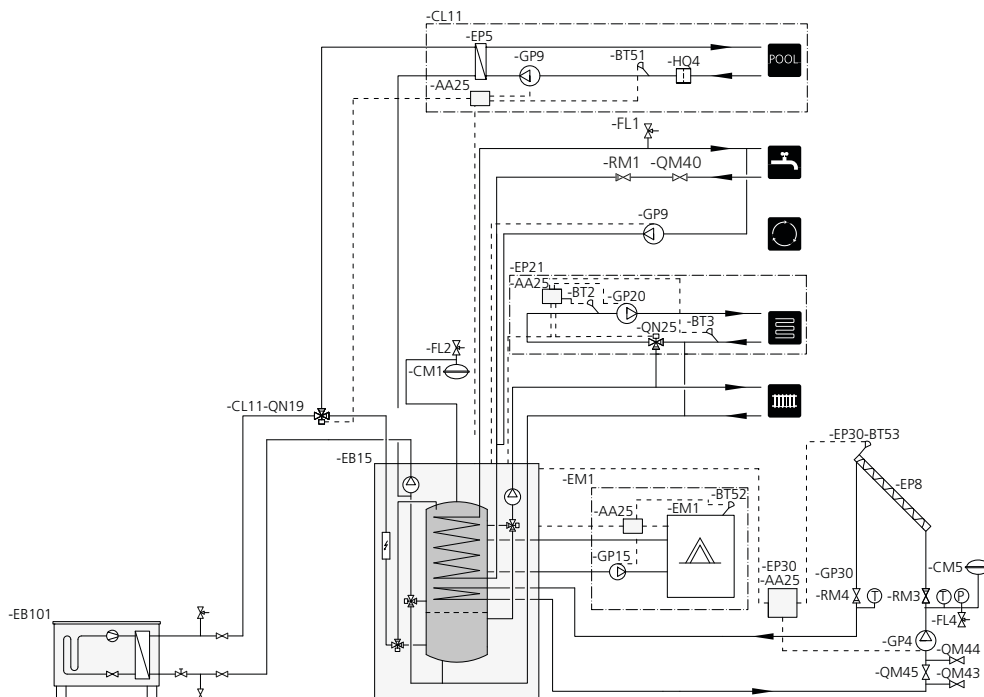 -CL11
-EP5
-GP9
-BT51
-HQ4
POOL
-AA25
-FL1
-RM1
-QM40
-GP9
-EP21
-AA25
-BT2
-GP20
-BT3
-QN25
-FL2
-CM1
-CL11-QN19
-EP30-BT53
-EB15
-EP8
-EM1
-BT52
-EM1
-AA25
-GP15
-EP30
-AA25
-GP30
-CM5
-RM4
T
-RM3
T
P
-EB101
-FL4
-GP4
-QM44
-QM45
-QM43